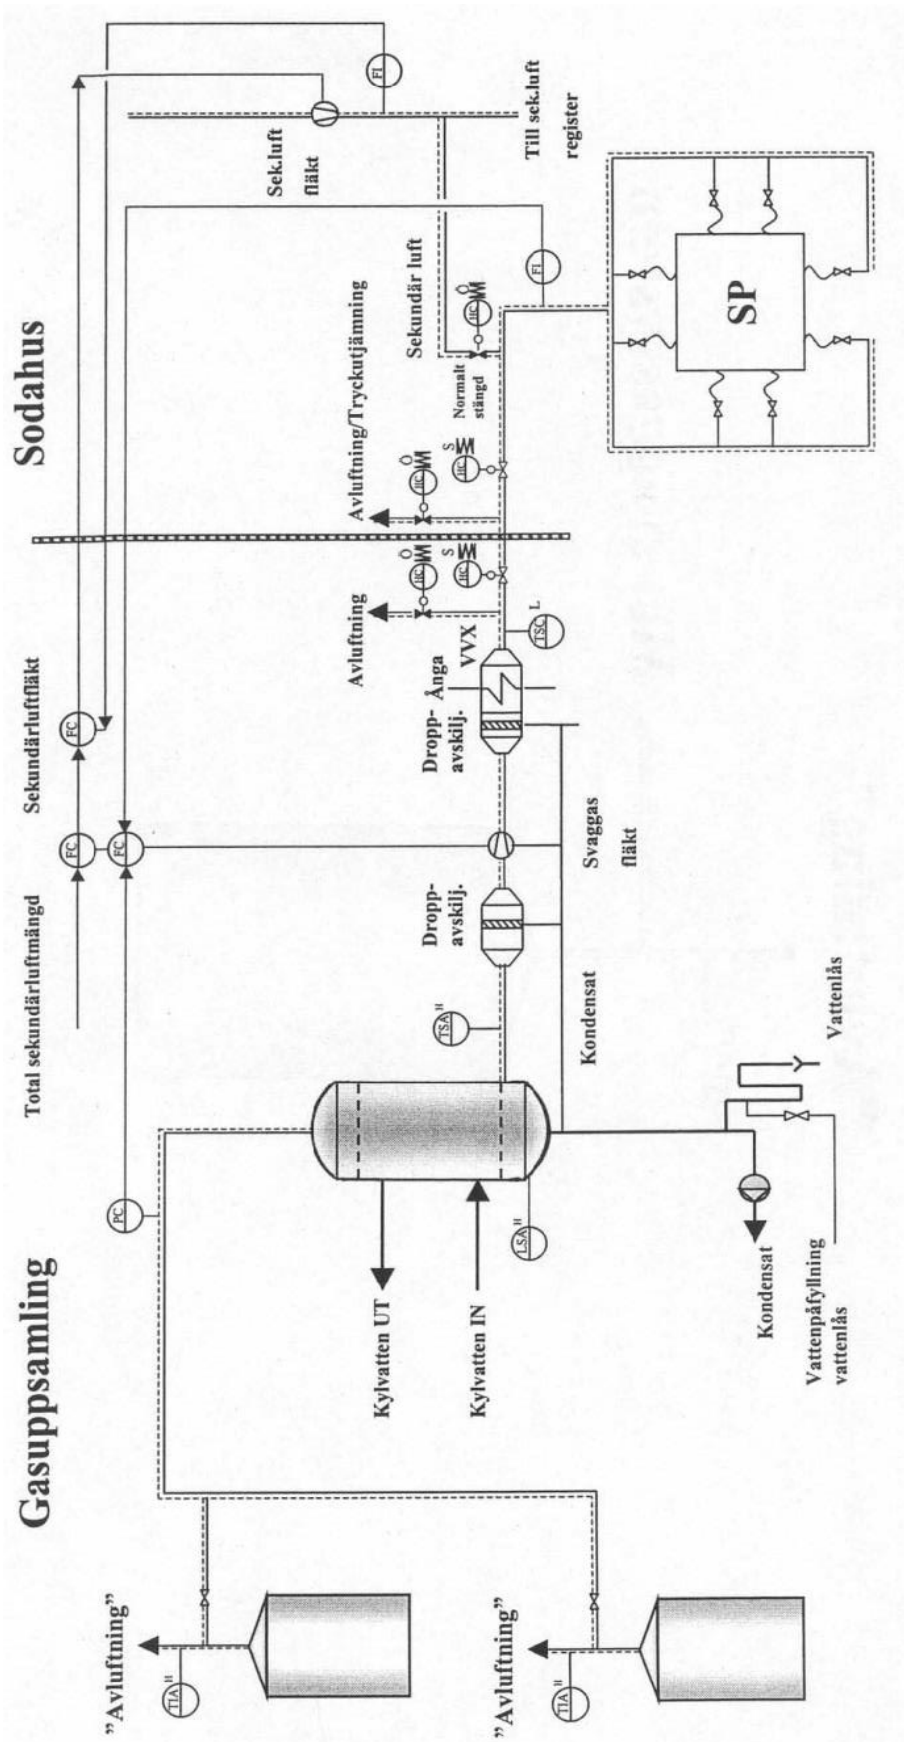 Gasuppsamling
Sodahus
Total sekundärluftmängd
Sekundärluftfläkt
FC
FC
FC
PC
Sek.luft
fläkt
FI
Till sek.luft
register
Sekundär luft
FI
HC
Ö
Normalt
stängd
Avluftning/Tryckutjämning
HC
Ö
HC
S
Avluftning
HC
Ö
HC
S
TSC
L
VVX
Ånga
Dropp-
avskilj.
Dropp-
avskilj.
Svaggas
fläkt
TSA
H
Kondensat
SP
"Avluftning"
TIA
H
"Avluftning"
TIA
H
Kylvatten UT
Kylvatten IN
LSA
H
Kondensat
Vattenpåfyllning
vattenlås
Vattenlås